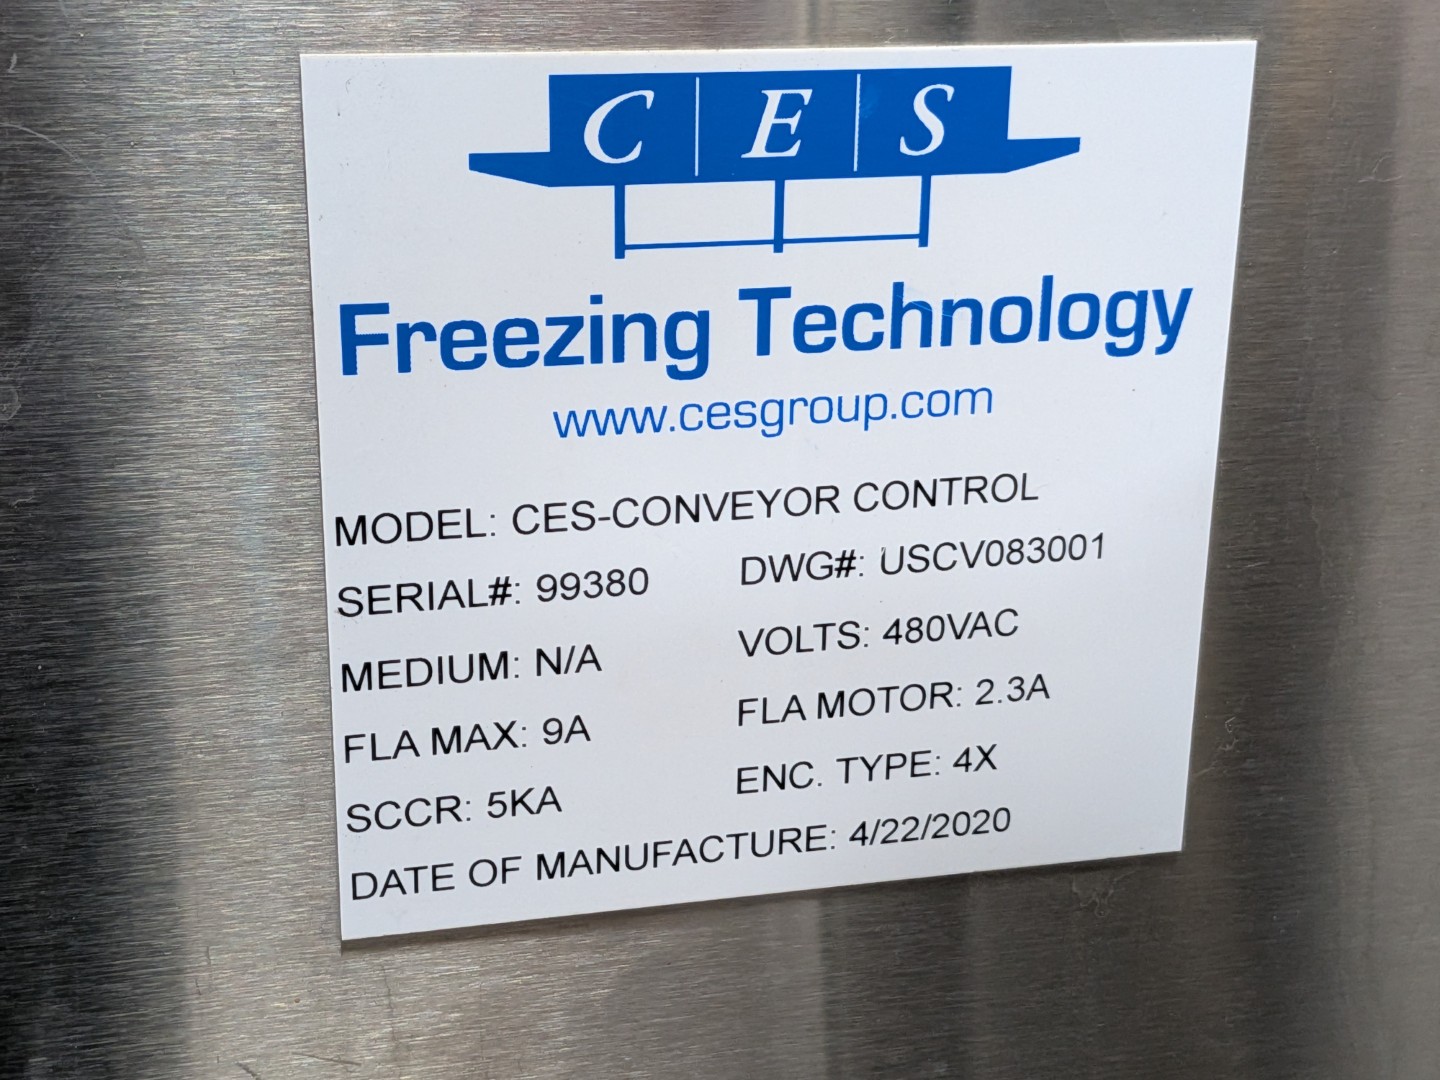 CES
Freezing Technology
www.cesgroup.com
MODEL: CES-CONVEYOR CONTROL
SERIAL#: 99380 DWG#: USCV083001
MEDIUM: N/A VOLTS: 480VAC
FLA MAX: 9A FLA MOTOR: 2.3A
SCCR: 5KA ENC. TYPE: 4X
DATE OF MANUFACTURE: 4/22/2020